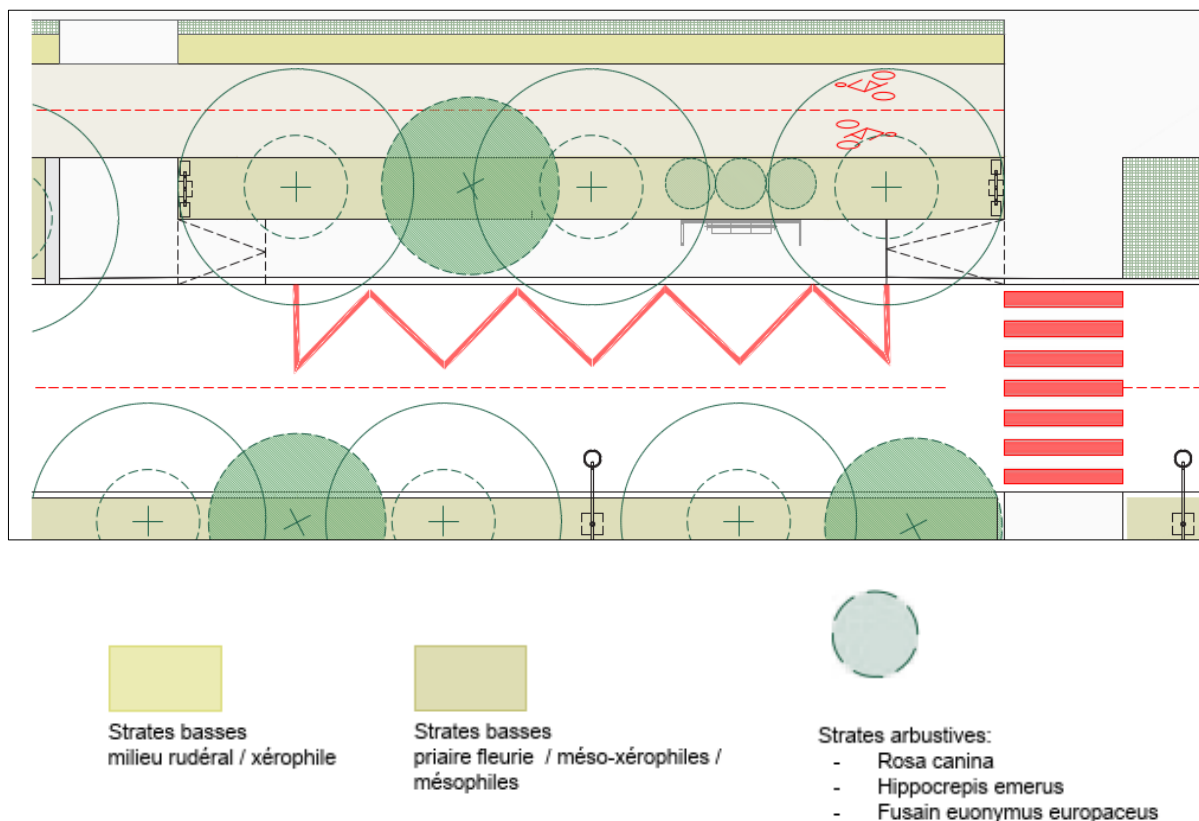 Strates basses
milieu rudéral / xérophile
Strates basses
priaire fleurie / méso-xérophiles /
mésophiles
Strates arbustives:
- Rosa canina
- Hippocrepis emerus
- Fusain euonymus europaceus